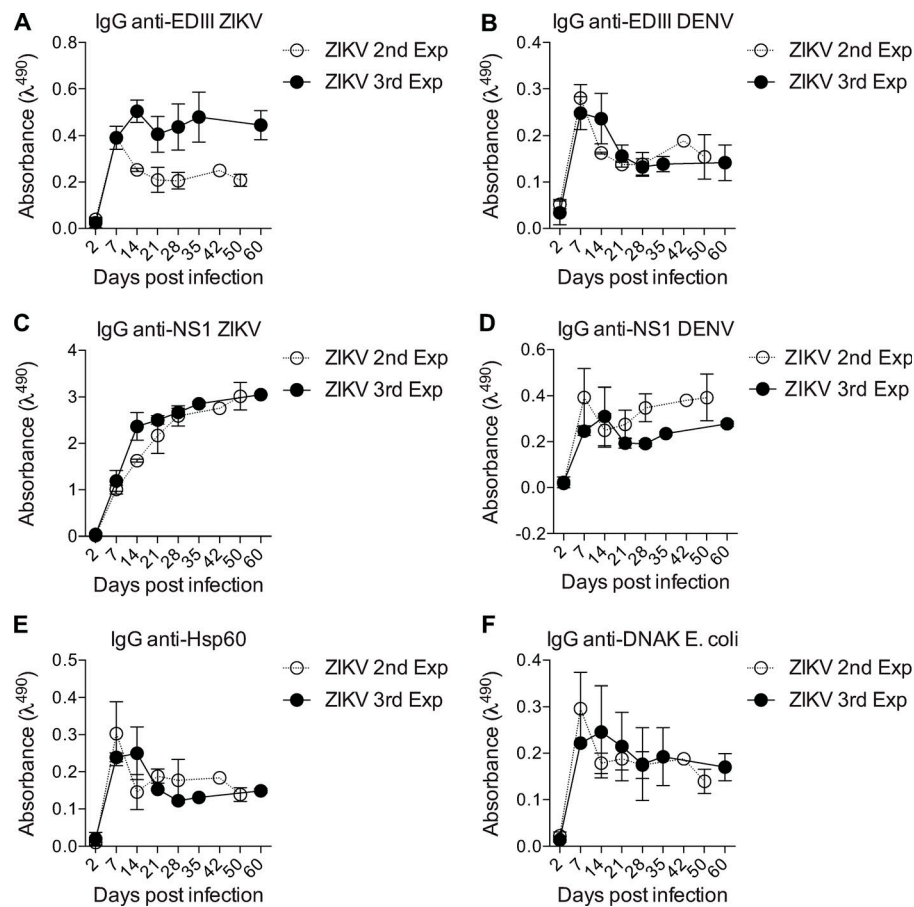 A
IgG anti-EDIII ZIKV
Absorbance (λ⁴⁹⁰)
0.8
0.6
0.4
0.2
0.0
2 7 14 21 28 35 42 50 60
Days post infection
ZIKV 2nd Exp
ZIKV 3rd Exp
B
IgG anti-EDIII DENV
Absorbance (λ⁴⁹⁰)
0.4
0.3
0.2
0.1
0.0
2 7 14 21 28 35 42 50 60
Days post infection
ZIKV 2nd Exp
ZIKV 3rd Exp
C
IgG anti-NS1 ZIKV
Absorbance (λ⁴⁹⁰)
4
3
2
1
0
2 7 14 21 28 35 42 50 60
Days post infection
ZIKV 2nd Exp
ZIKV 3rd Exp
D
IgG anti-NS1 DENV
Absorbance (λ⁴⁹⁰)
0.6
0.4
0.2
0.0
-0.2
2 7 14 21 28 35 42 50 60
Days post infection
ZIKV 2nd Exp
ZIKV 3rd Exp
E
IgG anti-Hsp60
Absorbance (λ⁴⁹⁰)
0.5
0.4
0.3
0.2
0.1
0.0
2 7 14 21 28 35 42 50 60
Days post infection
ZIKV 2nd Exp
ZIKV 3rd Exp
F
IgG anti-DNAK E. coli
Absorbance (λ⁴⁹⁰)
0.4
0.3
0.2
0.1
0.0
2 7 14 21 28 35 42 50 60
Days post infection
ZIKV 2nd Exp
ZIKV 3rd Exp